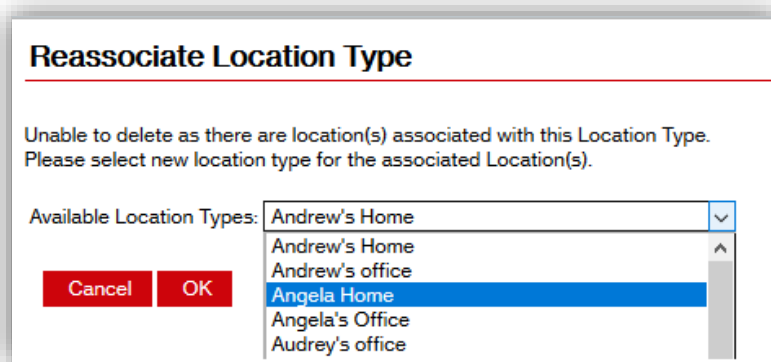 Reassociate Location Type
Unable to delete as there are location(s) associated with this Location Type.
Please select new location type for the associated Location(s).
Available Location Types: Andrew's Home
Andrew's Home
Andrew's office
Cancel OK Angela Home
Angela's Office
Audrey's office